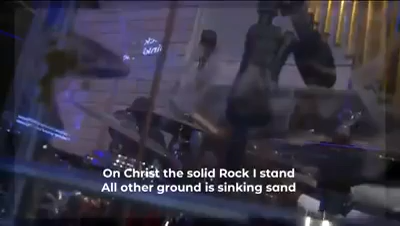 On Christ the solid Rock I stand
All other ground is sinking sand